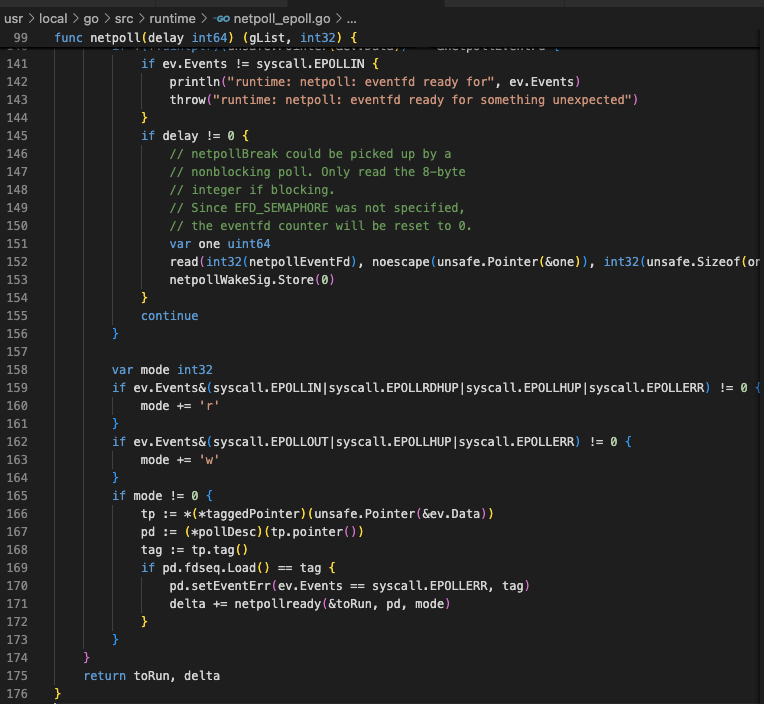 usr > local > go > src > runtime > GO netpoll_epoll.go > ...
99 func netpoll(delay int64) (gList, int32) {
141 if ev.Events != syscall.EPOLLIN {
142 println("runtime: netpoll: eventfd ready for", ev.Events)
143 throw("runtime: netpoll: eventfd ready for something unexpected")
144 }
145 if delay != 0 {
146 // netpollBreak could be picked up by a
147 // nonblocking poll. Only read the 8-byte
148 // integer if blocking.
149 // Since EFD_SEMAPHORE was not specified,
150 // the eventfd counter will be reset to 0.
151 var one uint64
152 read(int32(netpollEventFd), noescape(unsafe.Pointer(&one)), int32(unsafe.Sizeof(on
153 netpollWakeSig.Store(0)
154 }
155 continue
156 }
157
158 var mode int32
159 if ev.Events&(syscall.EPOLLIN|syscall.EPOLLRDHUP|syscall.EPOLLHUP|syscall.EPOLLERR) != 0 {
160 mode += 'r'
161 }
162 if ev.Events&(syscall.EPOLLOUT|syscall.EPOLLHUP|syscall.EPOLLERR) != 0 {
163 mode += 'w'
164 }
165 if mode != 0 {
166 tp := *(*taggedPointer)(unsafe.Pointer(&ev.Data))
167 pd := (*pollDesc)(tp.pointer())
168 tag := tp.tag()
169 if pd.fdseq.Load() == tag {
170 pd.setEventErr(ev.Events == syscall.EPOLLERR, tag)
171 delta += netpollready(&toRun, pd, mode)
172 }
173 }
174 }
175 return toRun, delta
176 }